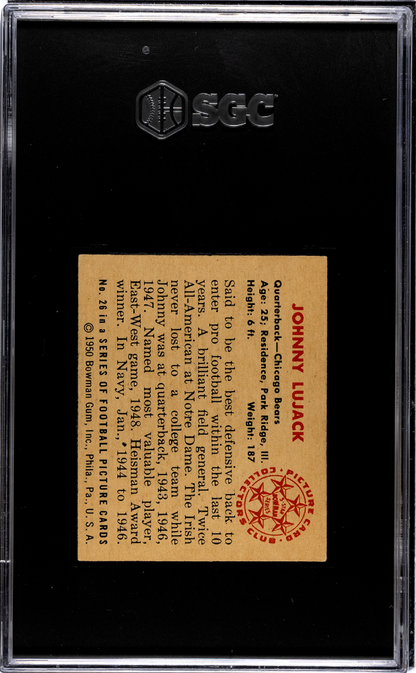 SGC
JOHNNY LUJACK
Quarterback—Chicago Bears
Age: 25; Residence, Park Ridge, Ill.
Height: 6 ft. Weight: 187
Said to be the best defensive back to
enter pro football within the last 10
years. A brilliant field general. Twice
All-American at Notre Dame. The Irish
never lost to a college team while
Johnny was at quarterback, 1943, 1946,
1947. Named most valuable player,
East-West game, 1948. Heisman Award
winner. In Navy, Jan., 1944 to 1946.
No. 26 in a SERIES OF FOOTBALL PICTURE CARDS
© 1950 Bowman Gum, Inc., Phila., Pa., U. S. A.
PICTURE CARD
COLLECTORS CLUB